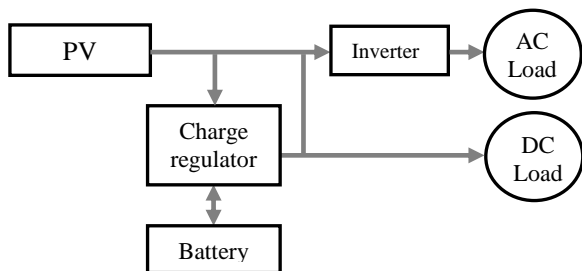 PV
Inverter
AC
Load
Charge
regulator
DC
Load
Battery